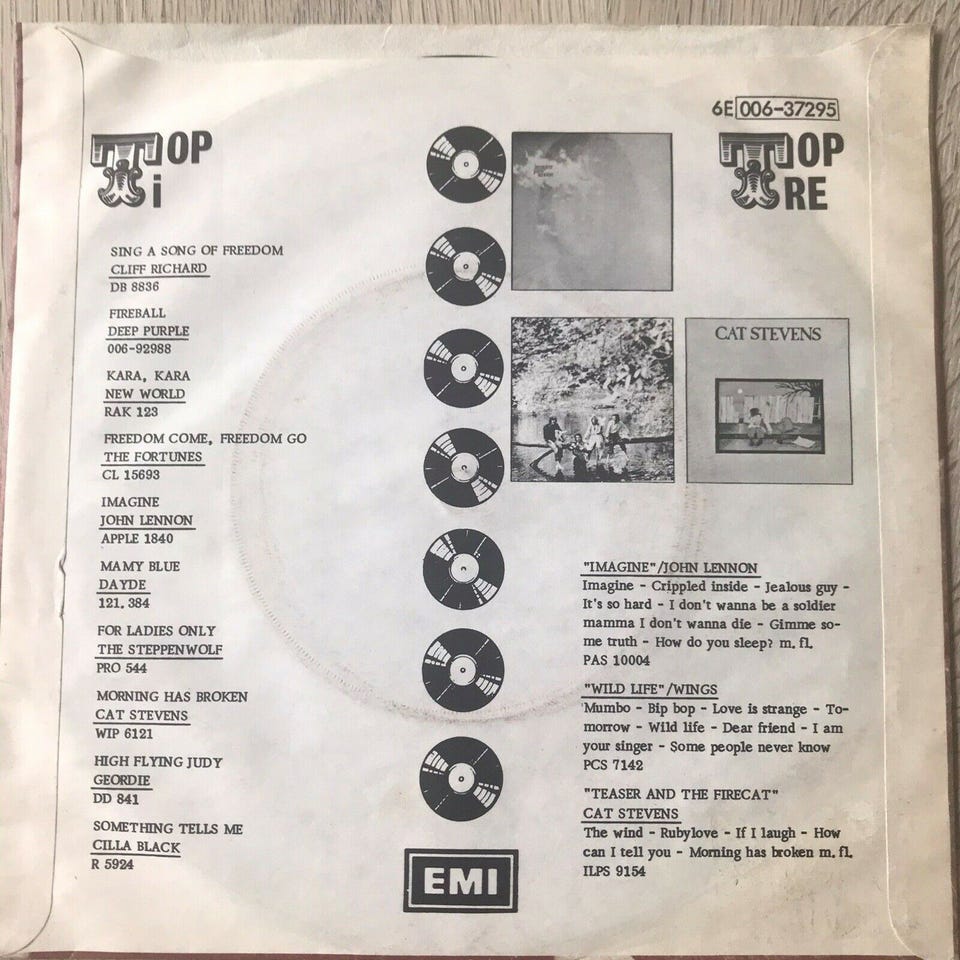 6E 006-37295
TOP
Ti
TOP
TRE
SING A SONG OF FREEDOM
CLIFF RICHARD
DB 8836
FIREBALL
DEEP PURPLE
006-92988
KARA, KARA
NEW WORLD
RAK 123
FREEDOM COME, FREEDOM GO
THE FORTUNES
CL 15693
IMAGINE
JOHN LENNON
APPLE 1840
MAMY BLUE
DAYDE
121.384
FOR LADIES ONLY
THE STEPPENWOLF
PRO 544
MORNING HAS BROKEN
CAT STEVENS
WIP 6121
HIGH FLYING JUDY
GEORDIE
DD 841
SOMETHING TELLS ME
CILLA BLACK
R 5924
CAT STEVENS
"IMAGINE"/JOHN LENNON
Imagine - Crippled inside - Jealous guy -
It's so hard - I don't wanna be a soldier
mamma I don't wanna die - Gimme so-
me truth - How do you sleep? m. fl.
PAS 10004
"WILD LIFE"/WINGS
Mumbo - Bip bop - Love is strange - To-
morrow - Wild life - Dear friend - I am
your singer - Some people never know
PCS 7142
"TEASER AND THE FIRECAT"
CAT STEVENS
The wind - Rubylove - If I laugh - How
can I tell you - Morning has broken m. fl.
ILPS 9154
EMI